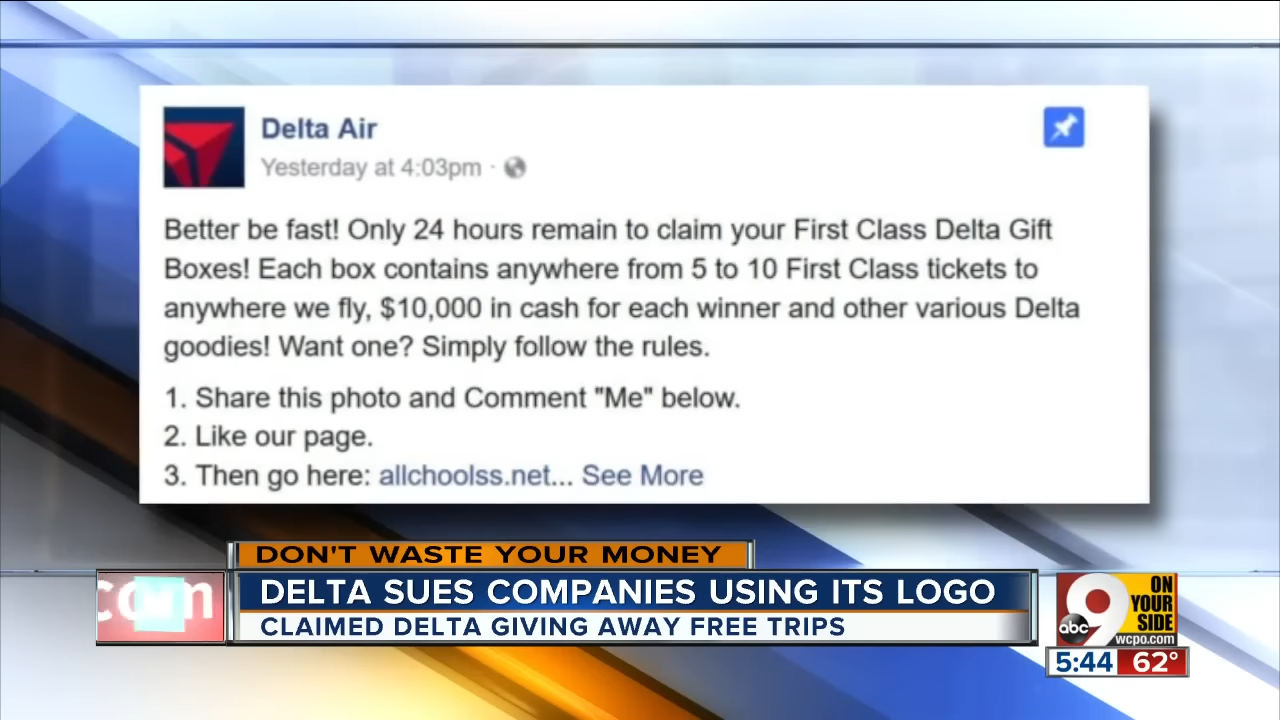 Delta Air
Yesterday at 4:03pm ·
Better be fast! Only 24 hours remain to claim your First Class Delta Gift
Boxes! Each box contains anywhere from 5 to 10 First Class tickets to
anywhere we fly, $10,000 in cash for each winner and other various Delta
goodies! Want one? Simply follow the rules.
1. Share this photo and Comment "Me" below.
2. Like our page.
3. Then go here: allchoolss.net... See More
DON'T WASTE YOUR MONEY
DELTA SUES COMPANIES USING ITS LOGO
CLAIMED DELTA GIVING AWAY FREE TRIPS
abc 9 ON
YOUR
SIDE
wcpo.com
5:44 62°